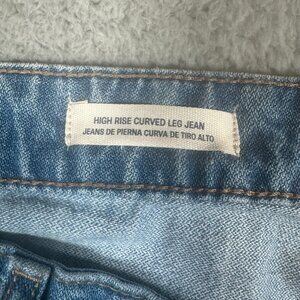 HIGH RISE CURVED LEG JEAN
JEANS DE PIERNA CURVA DE TIRO ALTO